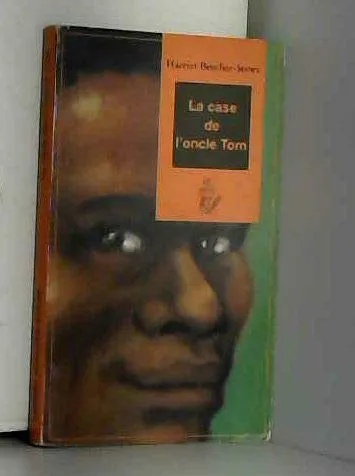 Harriet Beecher-Stowe
La case
de
l'oncle Tom